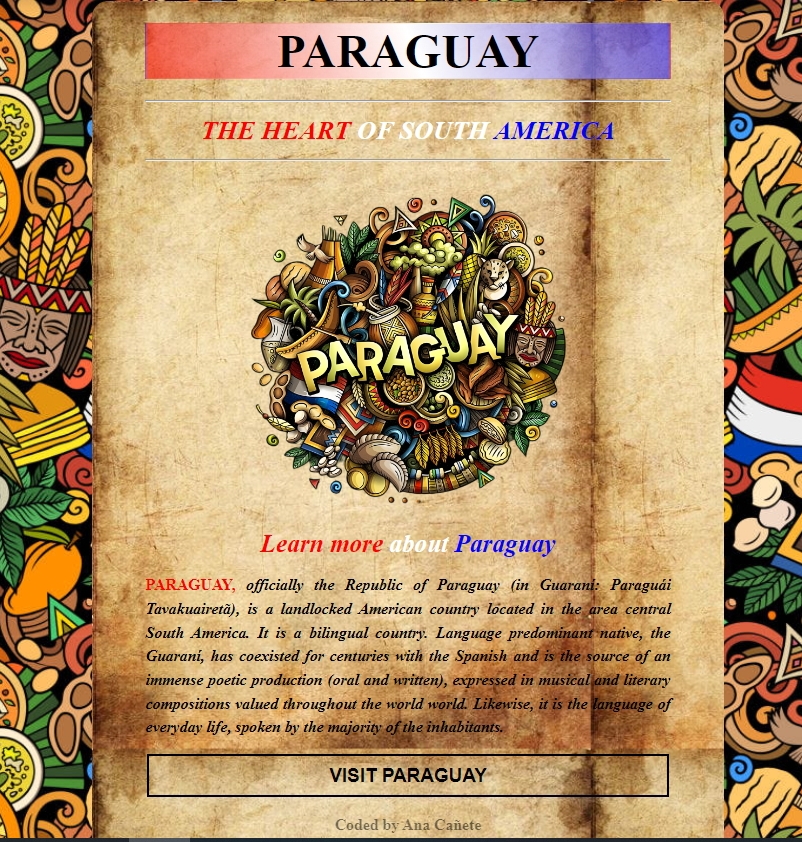 PARAGUAY
THE HEART OF SOUTH AMERICA
PARAGUAY
Learn more about Paraguay
PARAGUAY, officially the Republic of Paraguay (in Guaraní: Paraguái
Tavakuairetã), is a landlocked American country located in the area central
South America. It is a bilingual country. Language predominant native, the
Guaraní, has coexisted for centuries with the Spanish and is the source of an
immense poetic production (oral and written), expressed in musical and literary
compositions valued throughout the world world. Likewise, it is the language of
everyday life, spoken by the majority of the inhabitants.
VISIT PARAGUAY
Coded by Ana Cañete